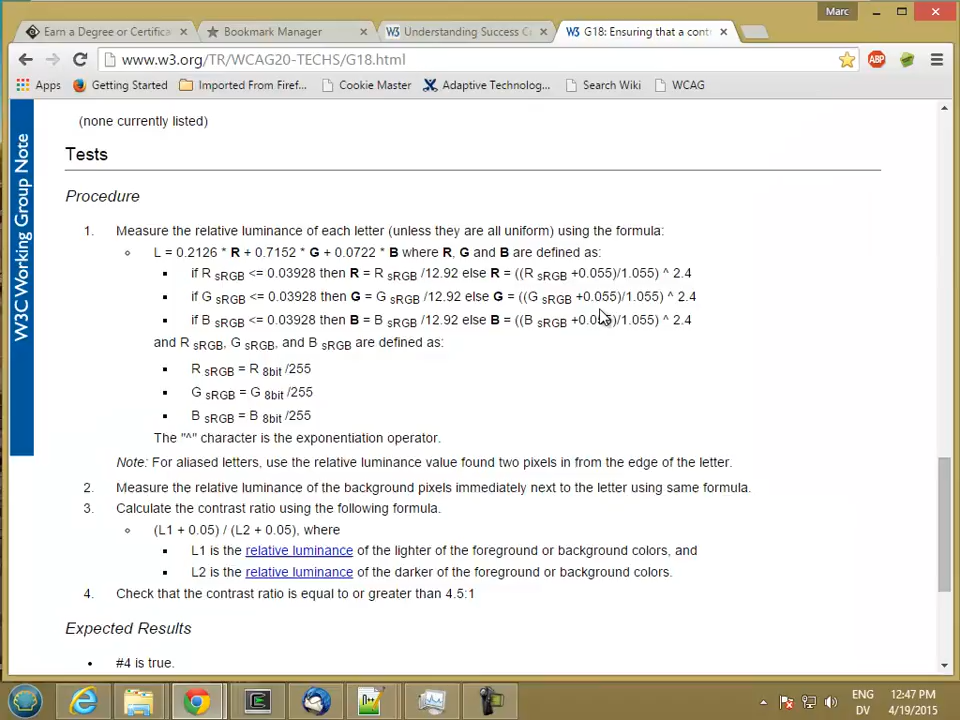 Marc
Earn a Degree or Certifica
Bookmark Manager
W3 Understanding Success C
W3 G18: Ensuring that a cont
www.w3.org/TR/WCAG20-TECHS/G18.html
ABP
Apps
Getting Started
Imported From Firef...
Cookie Master
Adaptive Technolog...
Search Wiki
WCAG
W3C Working Group Note
(none currently listed)
Tests
Procedure
1. Measure the relative luminance of each letter (unless they are all uniform) using the formula:
L = 0.2126 * R + 0.7152 * G + 0.0722 * B where R, G and B are defined as:
if R sRGB <= 0.03928 then R = R sRGB /12.92 else R = ((R sRGB +0.055)/1.055) ^ 2.4
if G sRGB <= 0.03928 then G = G sRGB /12.92 else G = ((G sRGB +0.055)/1.055) ^ 2.4
if B sRGB <= 0.03928 then B = B sRGB /12.92 else B = ((B sRGB +0.055)/1.055) ^ 2.4
and R sRGB, G sRGB, and B sRGB are defined as:
R sRGB = R 8bit /255
G sRGB = G 8bit /255
B sRGB = B 8bit /255
The "^" character is the exponentiation operator.
Note: For aliased letters, use the relative luminance value found two pixels in from the edge of the letter.
2. Measure the relative luminance of the background pixels immediately next to the letter using same formula.
3. Calculate the contrast ratio using the following formula.
(L1 + 0.05) / (L2 + 0.05), where
L1 is the relative luminance of the lighter of the foreground or background colors, and
L2 is the relative luminance of the darker of the foreground or background colors.
4. Check that the contrast ratio is equal to or greater than 4.5:1
Expected Results
#4 is true.
ENG
DV
12:47 PM
4/19/2015